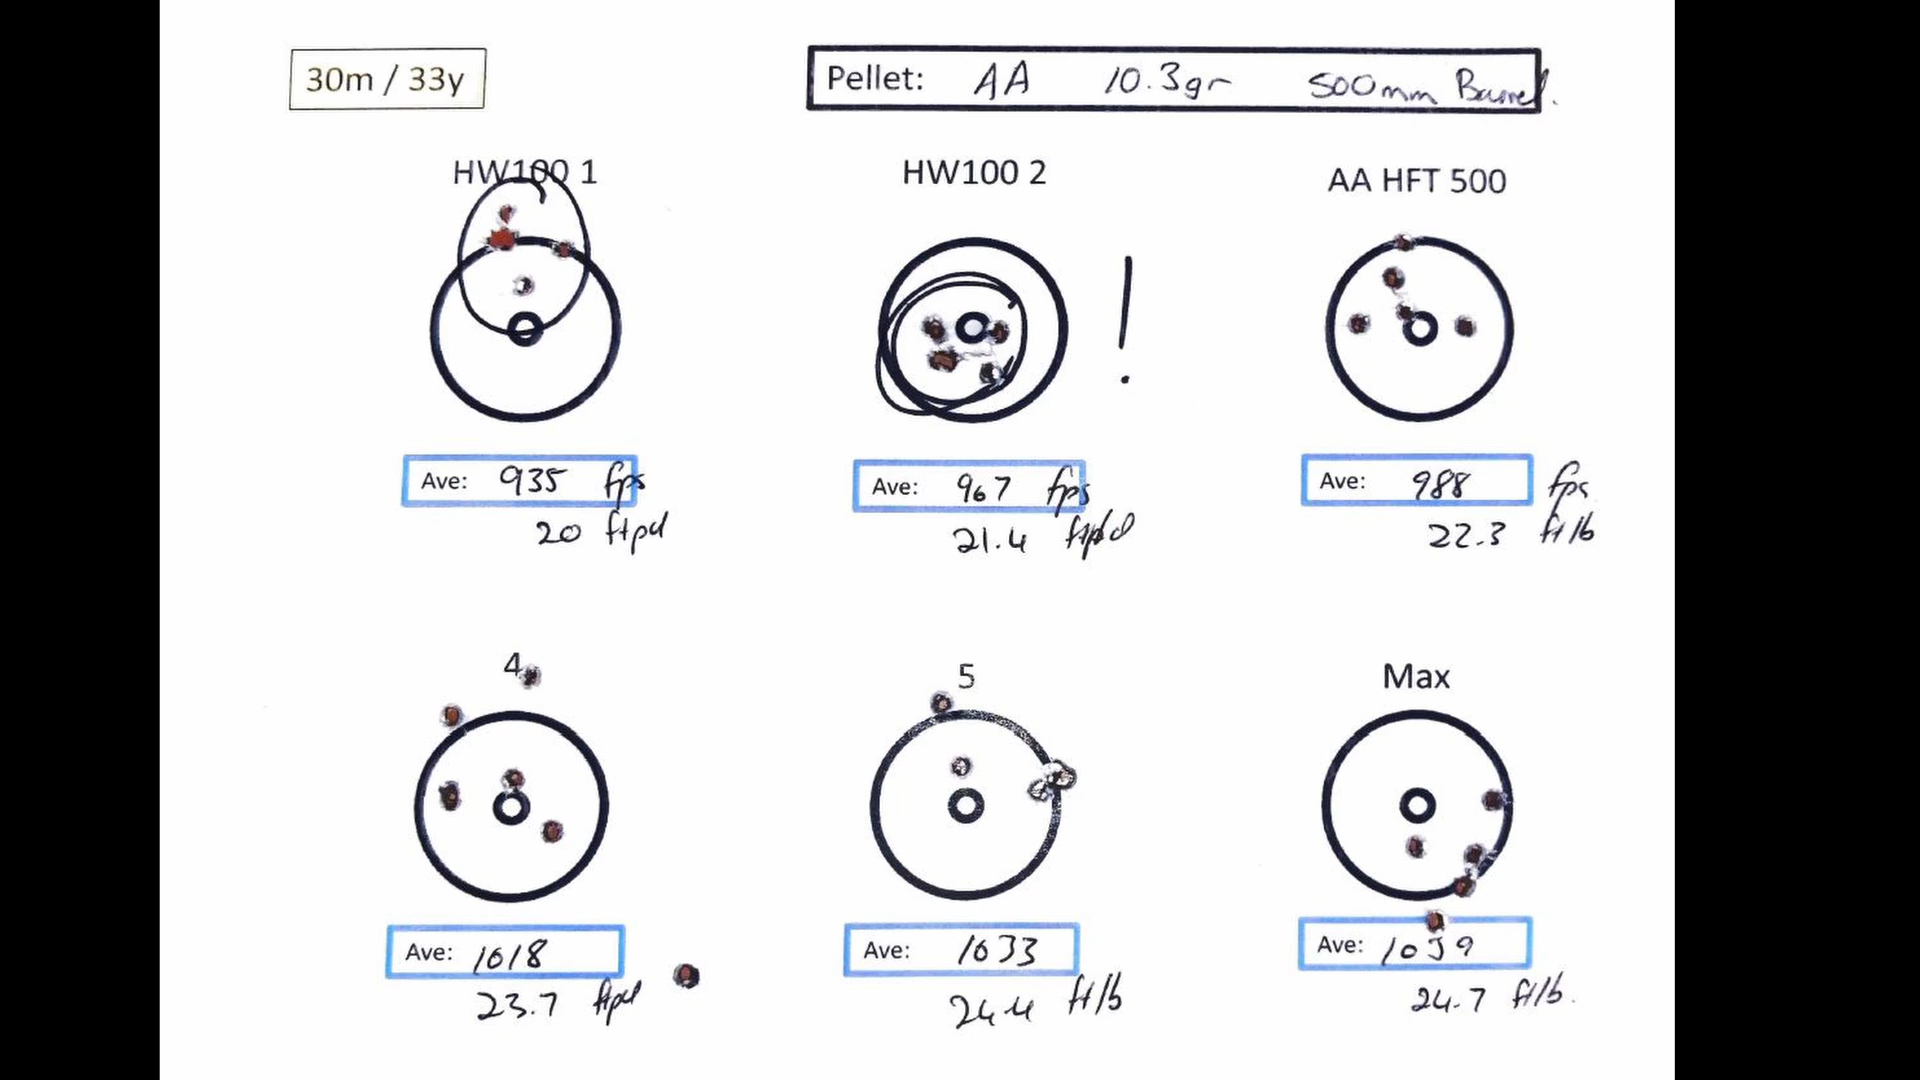 30m / 33y
Pellet: AA 10.3gr 500mm Barrel.
HW100 1
HW100 2
AA HFT 500
!
Ave: 935 fps
20 ftpd
Ave: 967 fps
21.4 ftpd
Ave: 988 fps
22.3 ft/lb
4
5
Max
Ave: 1018
23.7 ftpd
Ave: 1033
24.4 ft/lb
Ave: 1039
24.7 ft/lb.